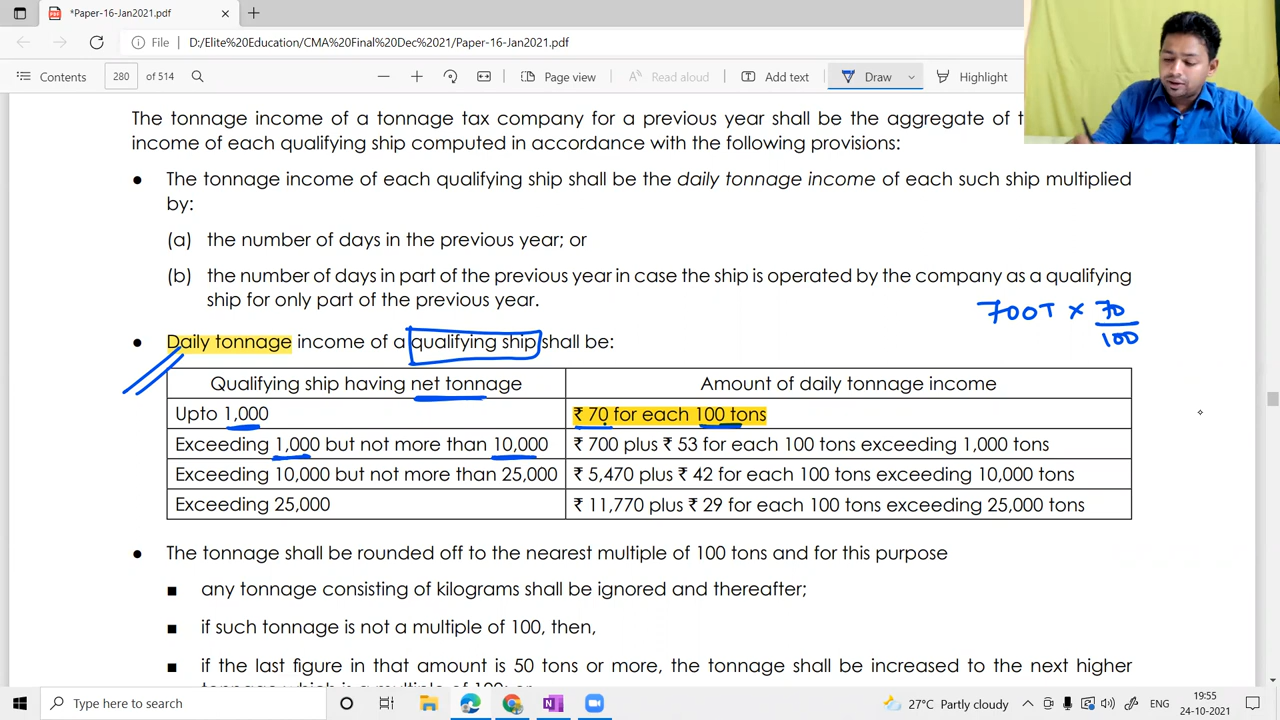 *Paper-16-Jan2021.pdf
File D:/Elite%20Education/CMA%20Final%20Dec%2021/Paper-16-Jan2021.pdf
Contents 280 of 514 Page view Read aloud Add text Draw Highlight
The tonnage income of a tonnage tax company for a previous year shall be the aggregate of t
income of each qualifying ship computed in accordance with the following provisions:
• The tonnage income of each qualifying ship shall be the daily tonnage income of each such ship multiplied
by:
(a) the number of days in the previous year; or
(b) the number of days in part of the previous year in case the ship is operated by the company as a qualifying
ship for only part of the previous year.
700T × 70/100
• Daily tonnage income of a qualifying ship shall be:
Qualifying ship having net tonnage Amount of daily tonnage income
Upto 1,000 ₹ 70 for each 100 tons
Exceeding 1,000 but not more than 10,000 ₹ 700 plus ₹ 53 for each 100 tons exceeding 1,000 tons
Exceeding 10,000 but not more than 25,000 ₹ 5,470 plus ₹ 42 for each 100 tons exceeding 10,000 tons
Exceeding 25,000 ₹ 11,770 plus ₹ 29 for each 100 tons exceeding 25,000 tons
• The tonnage shall be rounded off to the nearest multiple of 100 tons and for this purpose
■ any tonnage consisting of kilograms shall be ignored and thereafter;
■ if such tonnage is not a multiple of 100, then,
■ if the last figure in that amount is 50 tons or more, the tonnage shall be increased to the next higher
Type here to search 27°C Partly cloudy ENG 19:55
24-10-2021